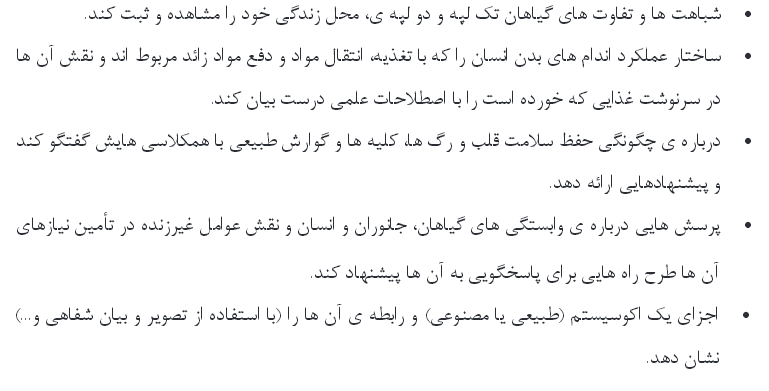 • شباهت ها و تفاوت های گیاهان تک لپه و دو لپه ی، محل زندگی خود را مشاهده و ثبت کند.
• ساختار عملکرد اندام های بدن انسان را که با تغذیه، انتقال مواد و دفع مواد زائد مربوط اند و نقش آن ها
در سرنوشت غذایی که خورده است را با اصطلاحات علمی درست بیان کند.
• درباره ی چگونگی حفظ سلامت قلب و رگ ها، کلیه ها و گوارش طبیعی با همکلاسی هایش گفتگو کند
و پیشنهادهایی ارائه دهد.
• پرسش هایی درباره ی وابستگی های گیاهان، جانوران و انسان و نقش عوامل غیرزنده در تأمین نیازهای
آن ها طرح راه هایی برای پاسخگویی به آن ها پیشنهاد کند.
• اجزای یک اکوسیستم (طبیعی یا مصنوعی) و رابطه ی آن ها را (با استفاده از تصویر و بیان شفاهی و...)
نشان دهد.